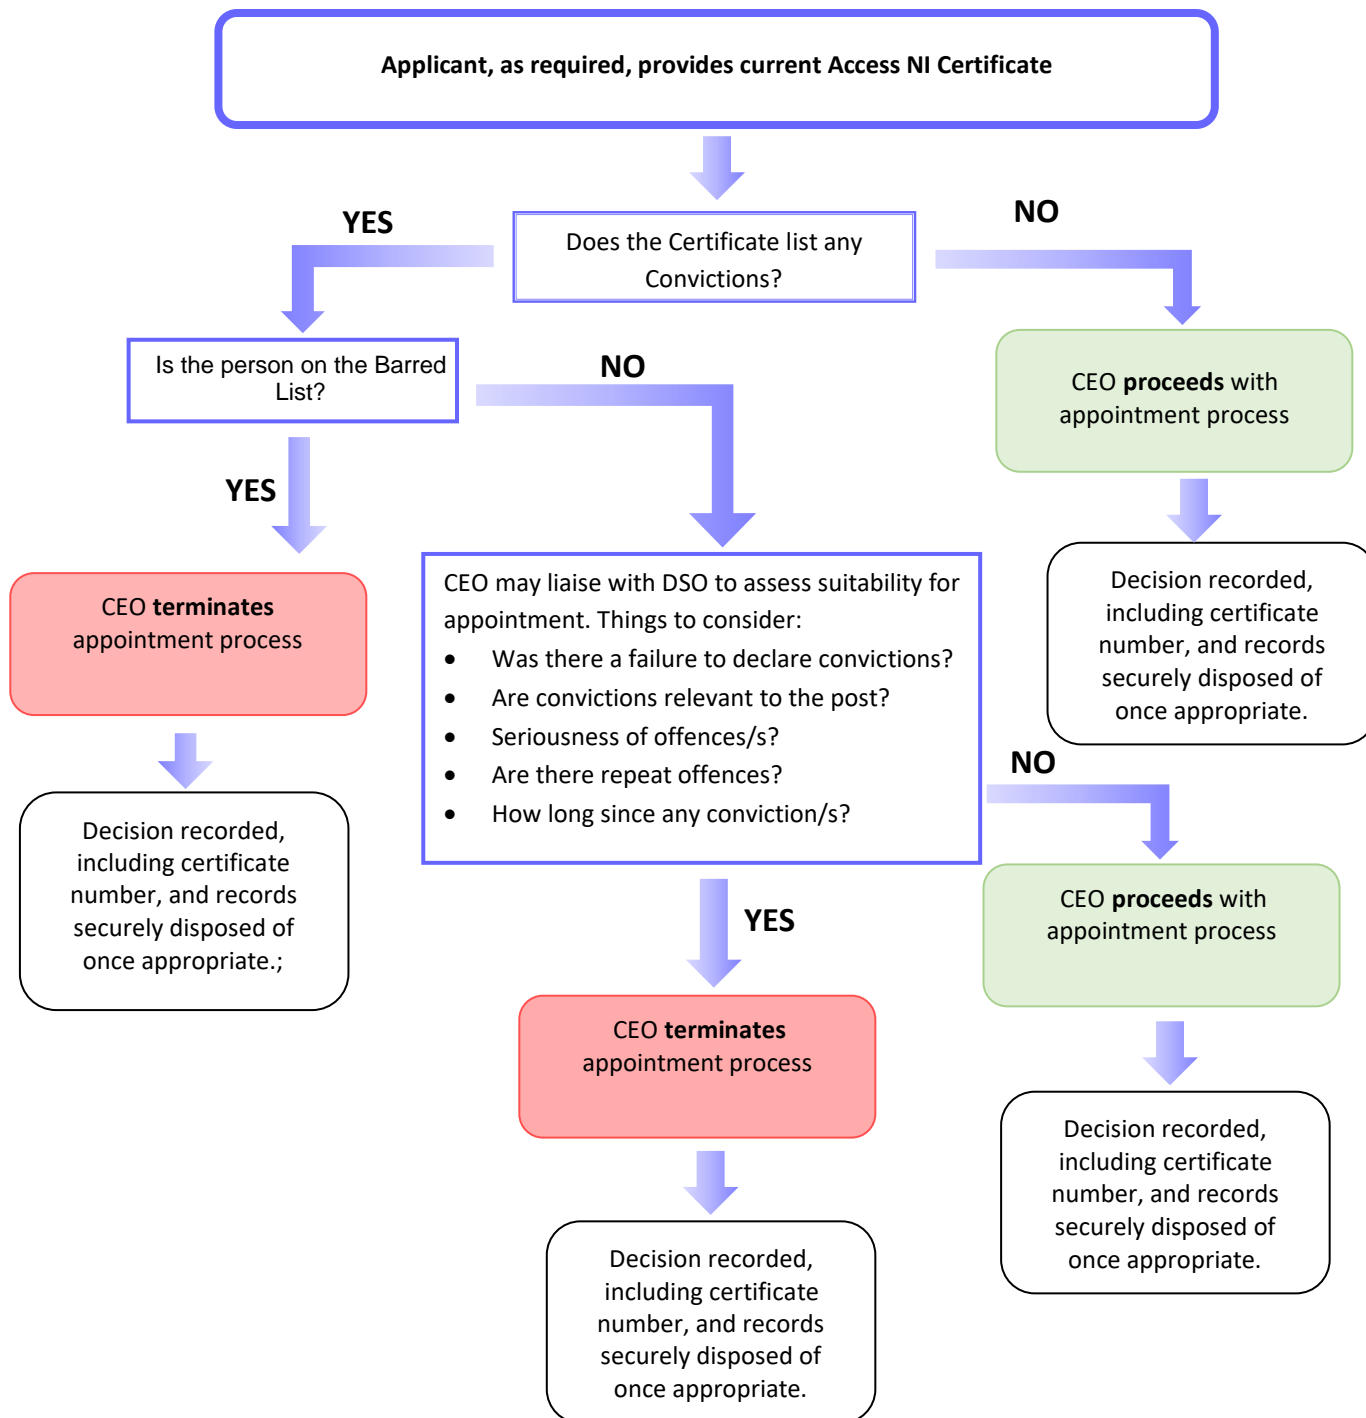 Applicant, as required, provides current Access NI Certificate
YES
NO
Does the Certificate list any
Convictions?
Is the person on the Barred
List?
NO
CEO proceeds with
appointment process
YES
Decision recorded,
including certificate
number, and records
securely disposed of
once appropriate.
CEO terminates
appointment process
CEO may liaise with DSO to assess suitability for
appointment. Things to consider:
• Was there a failure to declare convictions?
• Are convictions relevant to the post?
• Seriousness of offences/s?
• Are there repeat offences?
• How long since any conviction/s?
NO
Decision recorded,
including certificate
number, and records
securely disposed of
once appropriate.;
CEO proceeds with
appointment process
YES
CEO terminates
appointment process
Decision recorded,
including certificate
number, and records
securely disposed of
once appropriate.
Decision recorded,
including certificate
number, and records
securely disposed of
once appropriate.